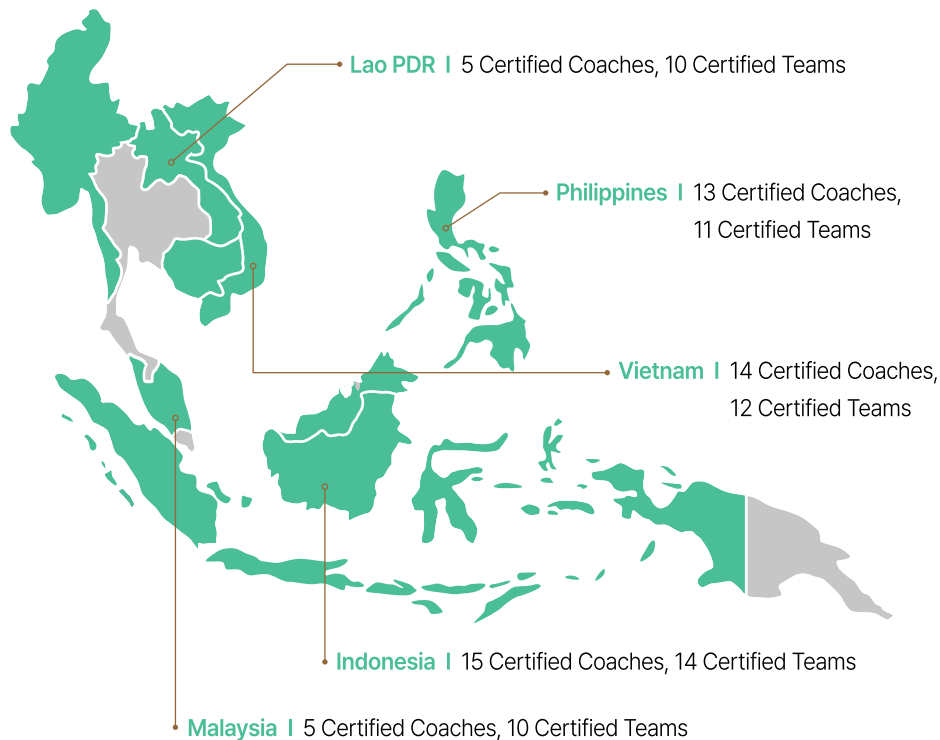 Lao PDR | 5 Certified Coaches, 10 Certified Teams
Philippines | 13 Certified Coaches,
11 Certified Teams
Vietnam | 14 Certified Coaches,
12 Certified Teams
Indonesia | 15 Certified Coaches, 14 Certified Teams
Malaysia | 5 Certified Coaches, 10 Certified Teams